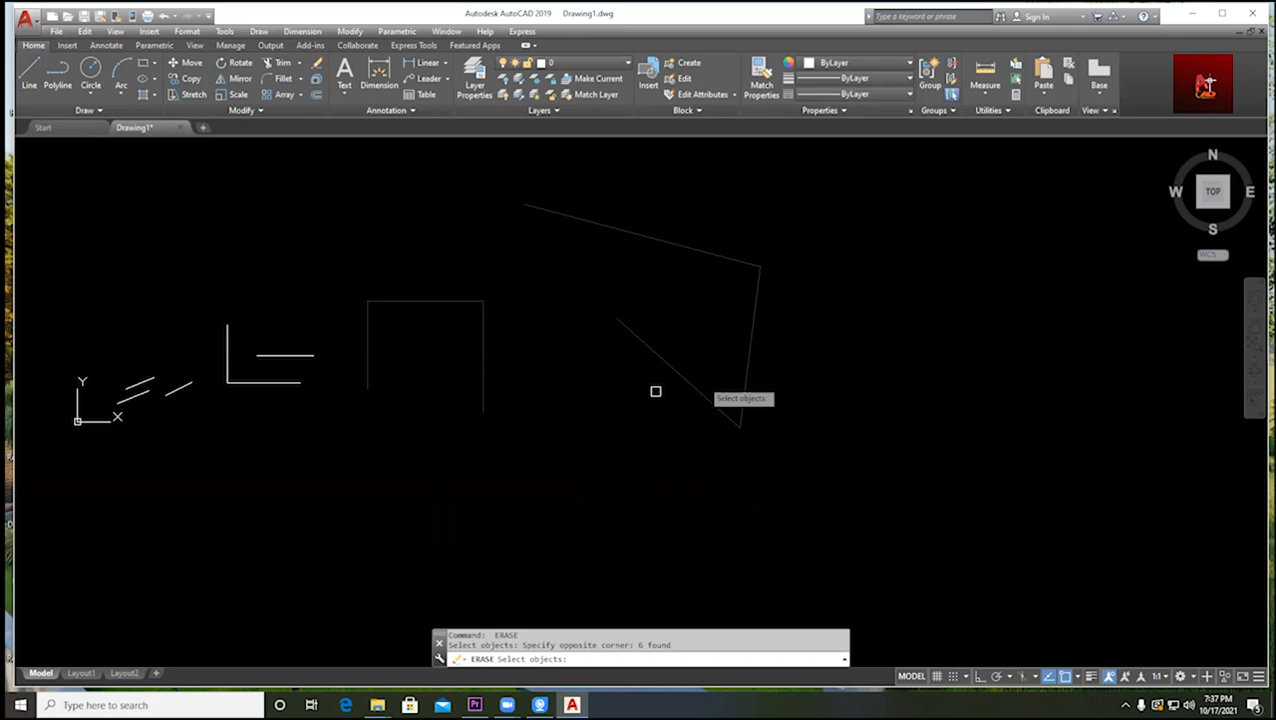 Autodesk AutoCAD 2019 Drawing1.dwg
Type a keyword or phrase
Sign In
File Edit View Insert Format Tools Draw Dimension Modify Parametric Window Help Express
Home Insert Annotate Parametric View Manage Output Add-ins Collaborate Express Tools Featured Apps
Line Polyline Circle Arc
Move Rotate Trim
Copy Mirror Fillet
Stretch Scale Array
Text Dimension
Linear
Leader
Table
Layer Properties
0
Make Current
Match Layer
Insert
Create
Edit
Edit Attributes
Match Properties
ByLayer
ByLayer
ByLayer
Group
Measure
Paste
Base
Draw Modify Annotation Layers Block Properties Groups Utilities Clipboard View
Start Drawing1*
N
W TOP E
S
WCS
Select objects:
Y
X
Command: ERASE
Select objects: Specify opposite corner: 6 found
ERASE Select objects:
Model Layout1 Layout2
MODEL
1:1
Type here to search
Pr
A
7:37 PM
10/17/2021